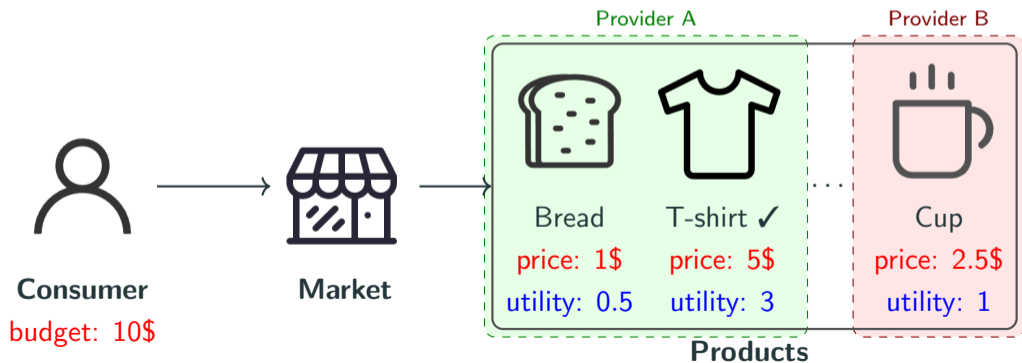 Provider A
Provider B
Bread
T-shirt ✓
...
Cup
price: 1$
price: 5$
price: 2.5$
utility: 0.5
utility: 3
utility: 1
Consumer
budget: 10$
Market
Products